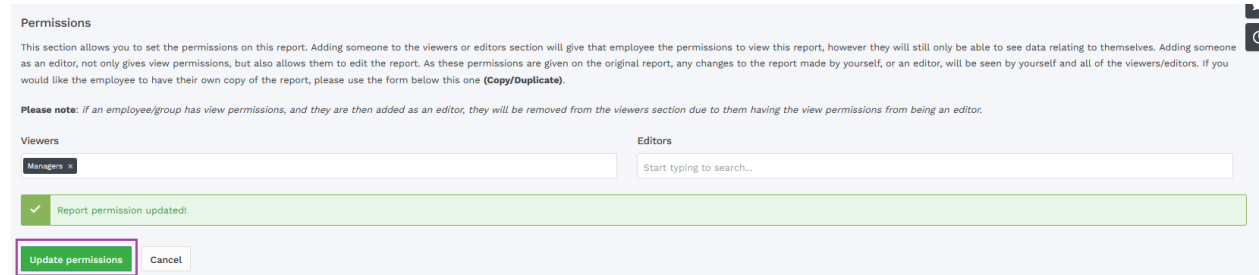 Permissions
This section allows you to set the permissions on this report. Adding someone to the viewers or editors section will give that employee the permissions to view this report, however they will still only be able to see data relating to themselves. Adding someone
as an editor, not only gives view permissions, but also allows them to edit the report. As these permissions are given on the original report, any changes to the report made by yourself, or an editor, will be seen by yourself and all of the viewers/editors. If you
would like the employee to have their own copy of the report, please use the form below this one (Copy/Duplicate).
Please note: if an employee/group has view permissions, and they are then added as an editor, they will be removed from the viewers section due to them having the view permissions from being an editor.
Viewers
Editors
Managers ×
Start typing to search...
Report permission updated!
Update permissions
Cancel